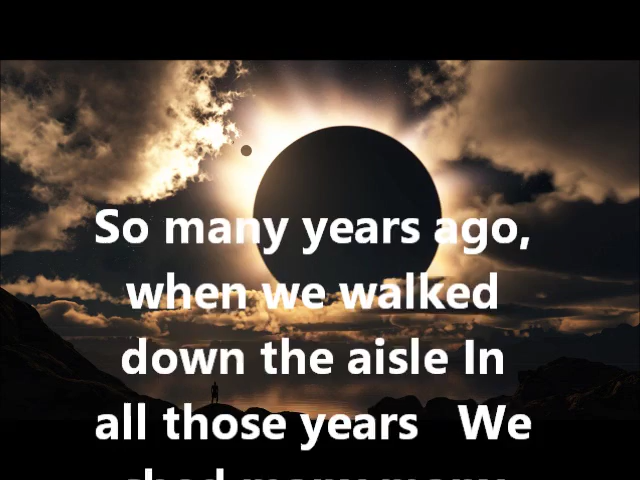 So many years ago,
when we walked
down the aisle In
all those years We